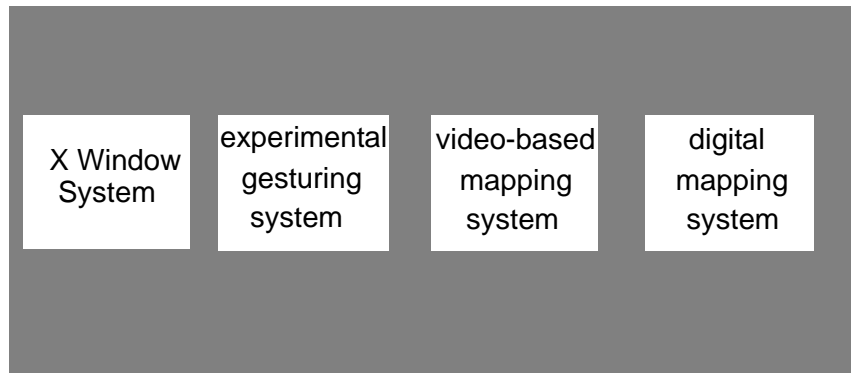 X Window
System
experimental
gesturing
system
video-based
mapping
system
digital
mapping
system